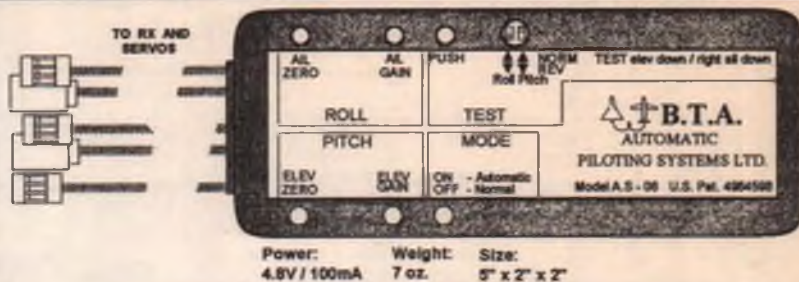 TO RX AND
SERVOS
AIL
ZERO
AIL
GAIN
PUSH
NORM
REV
Roll Pitch
TEST elev down / right ail down
ROLL
TEST
PITCH
MODE
ELEV
ZERO
ELEV
GAIN
ON - Automatic
OFF - Normal
B.T.A.
AUTOMATIC
PILOTING SYSTEMS LTD.
Model A.S - 06 U.S. Pat. 4964598
Power:
4.8V / 100mA
Weight:
7 oz.
Size:
5" x 2" x 2"